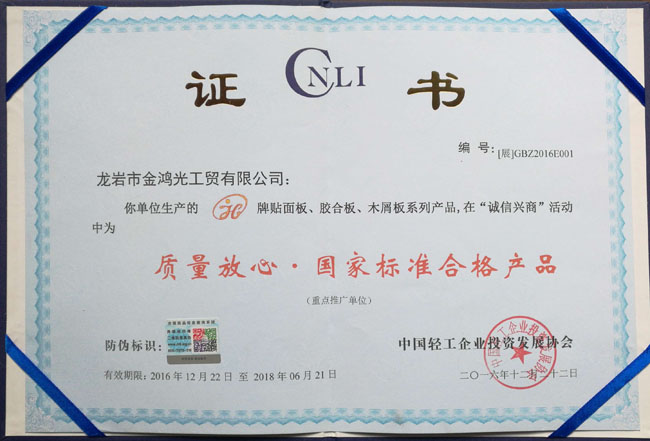 CNLI
证 书
编 号:[展]GBZ2016E001
龙岩市金鸿光工贸有限公司:
你单位生产的 牌贴面板、胶合板、木屑板系列产品,在“诚信兴商”活动
中为
质量放心·国家标准合格产品
(重点推广单位)
防伪标识:
中国轻工企业投资发展协会
有效期限:2016 年 12 月 22 日 至 2018 年 06 月 21 日
二〇一六年十二月二十二日